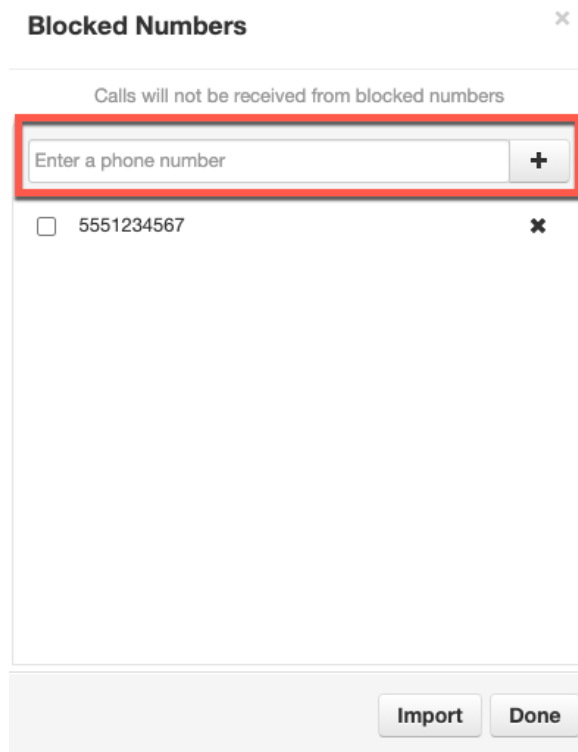 Blocked Numbers
Calls will not be received from blocked numbers
Enter a phone number
5551234567
Import Done